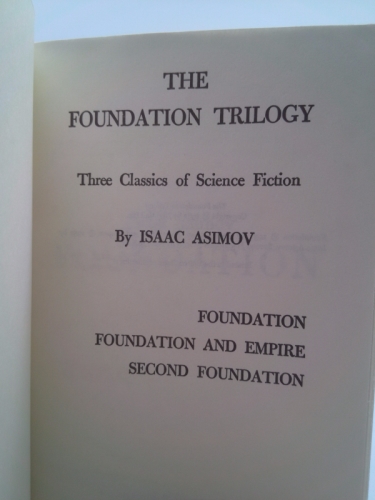 THE
FOUNDATION TRILOGY
Three Classics of Science Fiction
By ISAAC ASIMOV
FOUNDATION
FOUNDATION AND EMPIRE
SECOND FOUNDATION